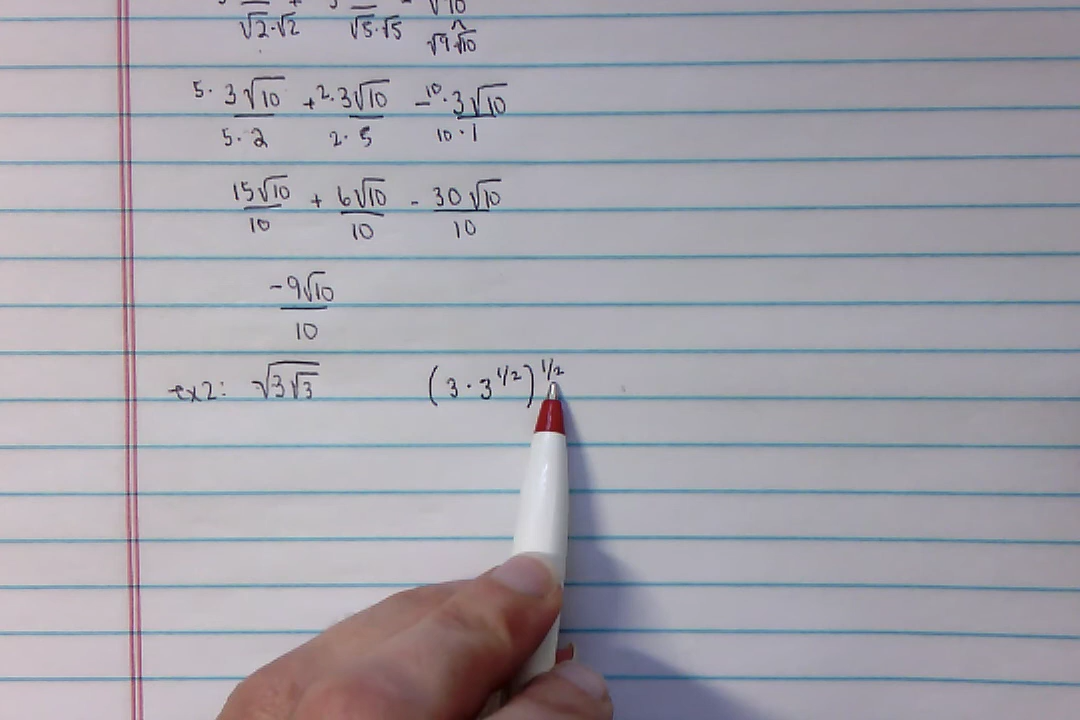 √2·√2 √5·√5 √9·√10
5·3√10/5·2 + 2·3√10/2·5 - 10·3√10/10·1
15√10/10 + 6√10/10 - 30√10/10
-9√10/10
ex2: √(3√3) (3·3^1/2)^1/2